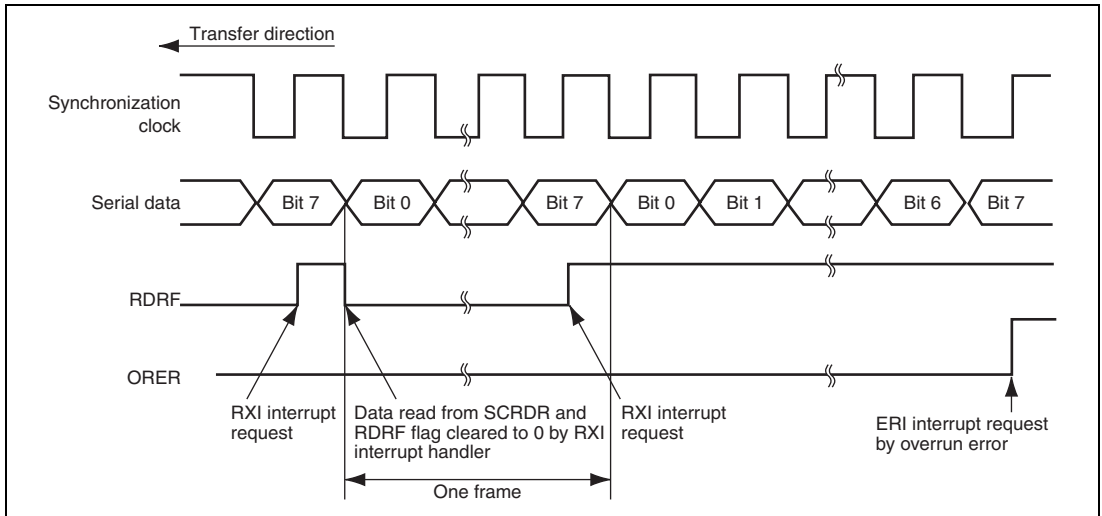 Transfer direction
Synchronization
clock
Serial data
Bit 7
Bit 0
Bit 7
Bit 0
Bit 1
Bit 6
Bit 7
RDRF
ORER
RXI interrupt
request
Data read from SCRDR and
RDRF flag cleared to 0 by RXI
interrupt handler
RXI interrupt
request
ERI interrupt request
by overrun error
One frame